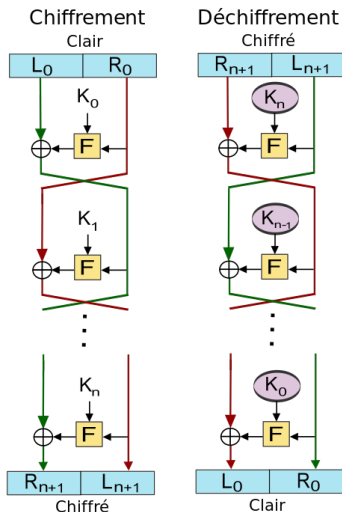 Chiffrement
Clair
L0 R0
K0
F
K1
F
Kn
F
Rn+1 Ln+1
Chiffré
Déchiffrement
Chiffré
Rn+1 Ln+1
Kn
F
Kn-1
F
K0
F
L0 R0
Clair